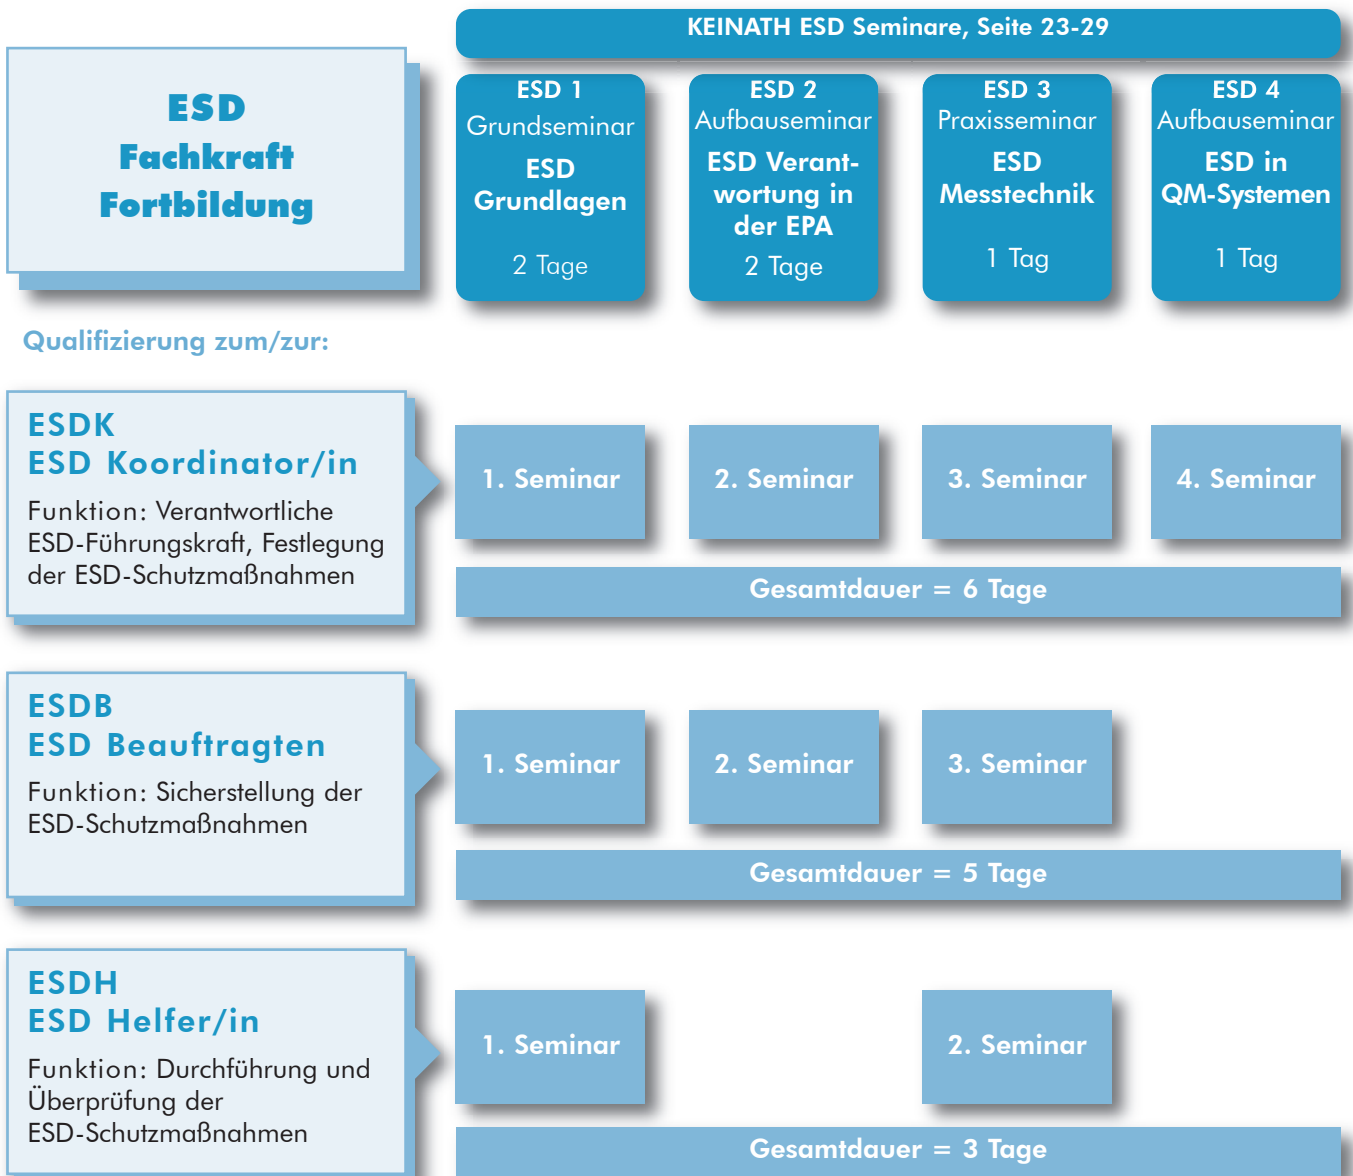 KEINATH ESD Seminare, Seite 23-29
ESD
Fachkraft
Fortbildung
ESD 1
Grundseminar
ESD
Grundlagen
2 Tage
ESD 2
Aufbauseminar
ESD Verant-
wortung in
der EPA
2 Tage
ESD 3
Praxisseminar
ESD
Messtechnik
1 Tag
ESD 4
Aufbauseminar
ESD in
QM-Systemen
1 Tag
Qualifizierung zum/zur:
ESDK
ESD Koordinator/in
Funktion: Verantwortliche
ESD-Führungskraft, Festlegung
der ESD-Schutzmaßnahmen
1. Seminar
2. Seminar
3. Seminar
4. Seminar
Gesamtdauer = 6 Tage
ESDB
ESD Beauftragten
Funktion: Sicherstellung der
ESD-Schutzmaßnahmen
1. Seminar
2. Seminar
3. Seminar
Gesamtdauer = 5 Tage
ESDH
ESD Helfer/in
Funktion: Durchführung und
Überprüfung der
ESD-Schutzmaßnahmen
1. Seminar
2. Seminar
Gesamtdauer = 3 Tage